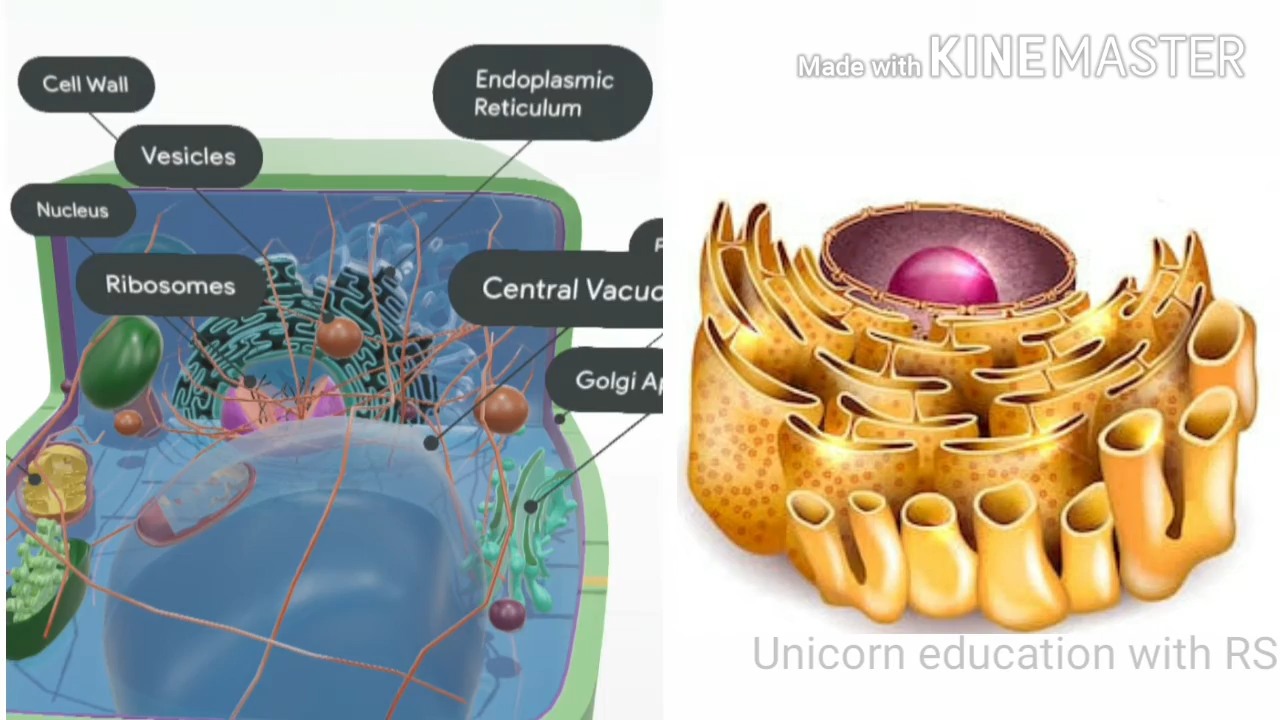 Made with KINEMASTER
Cell Wall
Endoplasmic
Reticulum
Vesicles
Nucleus
Ribosomes
Central Vacuo
Golgi Ap
Unicorn education with RS